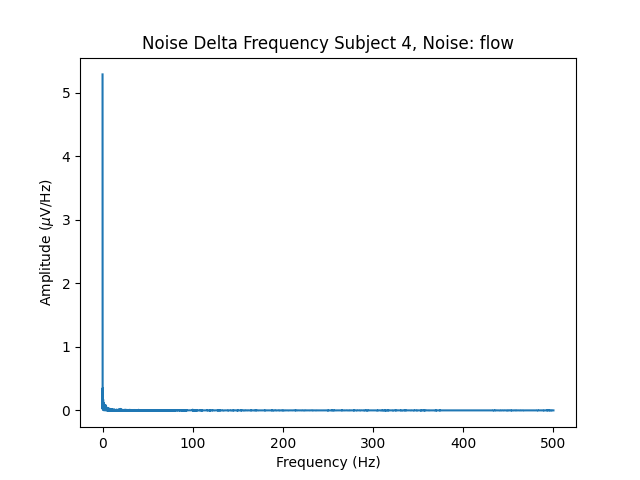 Noise Delta Frequency Subject 4, Noise: flow
5
4
3
2
1
0
Amplitude (μV/Hz)
0 100 200 300 400 500
Frequency (Hz)